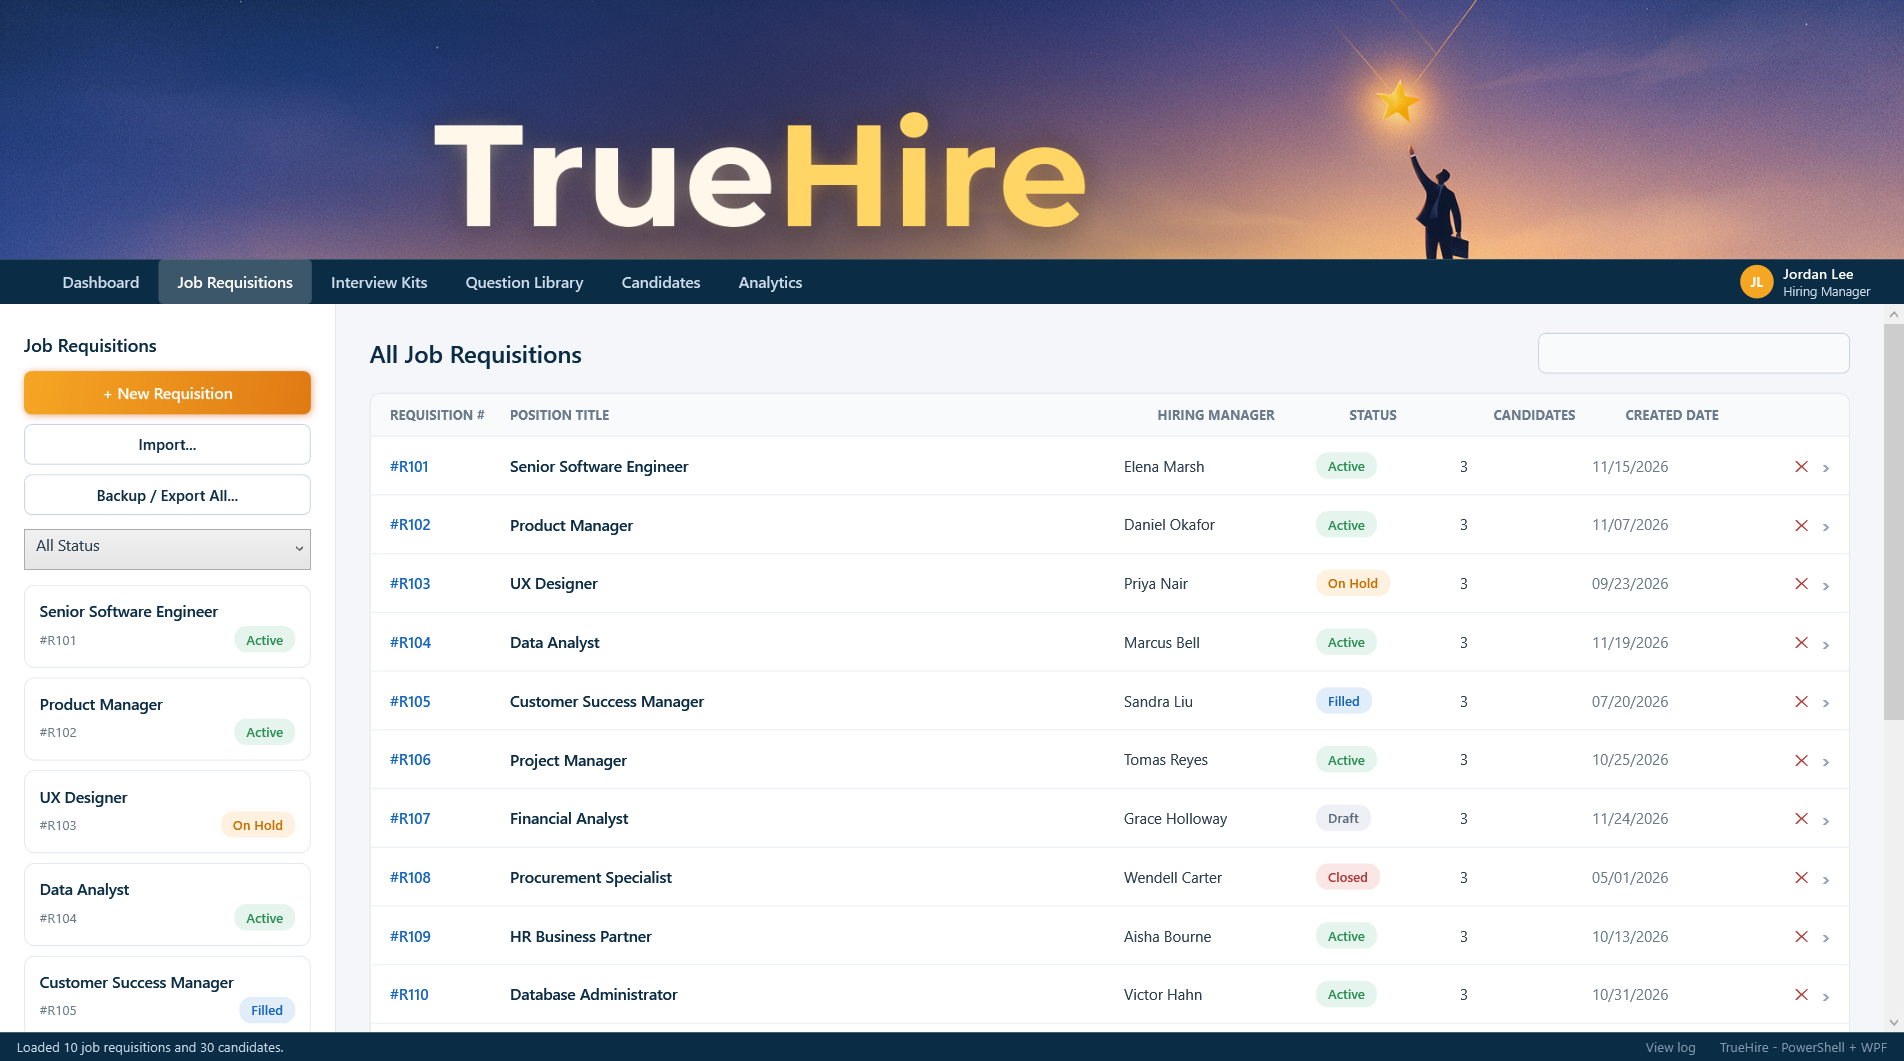 TrueHire
Dashboard Job Requisitions Interview Kits Question Library Candidates Analytics
JL Jordan Lee
Hiring Manager
Job Requisitions
+ New Requisition
Import...
Backup / Export All...
All Status
Senior Software Engineer
#R101 Active
Product Manager
#R102 Active
UX Designer
#R103 On Hold
Data Analyst
#R104 Active
Customer Success Manager
#R105 Filled
All Job Requisitions
REQUISITION # POSITION TITLE HIRING MANAGER STATUS CANDIDATES CREATED DATE
#R101 Senior Software Engineer Elena Marsh Active 3 11/15/2026
#R102 Product Manager Daniel Okafor Active 3 11/07/2026
#R103 UX Designer Priya Nair On Hold 3 09/23/2026
#R104 Data Analyst Marcus Bell Active 3 11/19/2026
#R105 Customer Success Manager Sandra Liu Filled 3 07/20/2026
#R106 Project Manager Tomas Reyes Active 3 10/25/2026
#R107 Financial Analyst Grace Holloway Draft 3 11/24/2026
#R108 Procurement Specialist Wendell Carter Closed 3 05/01/2026
#R109 HR Business Partner Aisha Bourne Active 3 10/13/2026
#R110 Database Administrator Victor Hahn Active 3 10/31/2026
Loaded 10 job requisitions and 30 candidates.
View log TrueHire - PowerShell + WPF